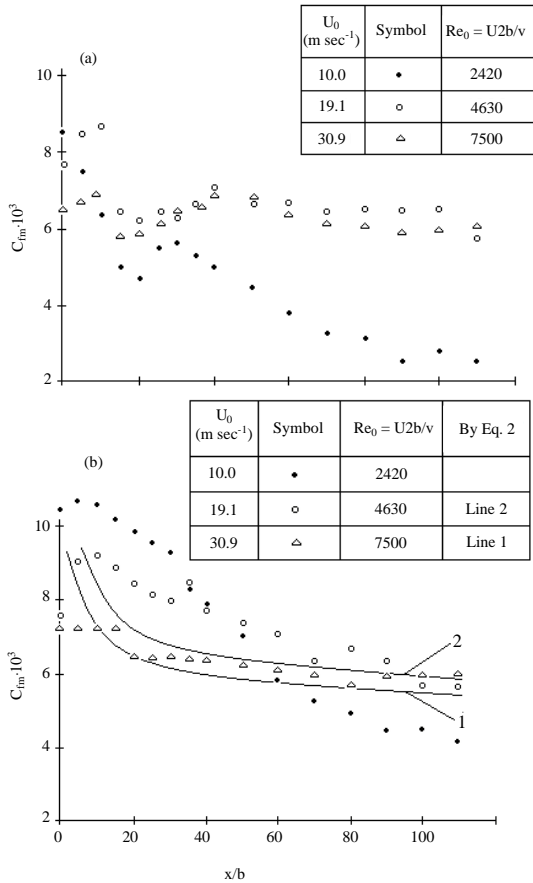 U₀ (m sec⁻¹) Symbol Re₀ = U2b/ν
10.0 2420
19.1 4630
30.9 7500
(a)
10
8
6
4
2
C_fm·10³
U₀ (m sec⁻¹) Symbol Re₀ = U2b/ν By Eq. 2
10.0 2420
19.1 4630 Line 2
30.9 7500 Line 1
(b)
10
8
6
4
2
C_fm·10³
2
1
0 20 40 60 80 100
x/b